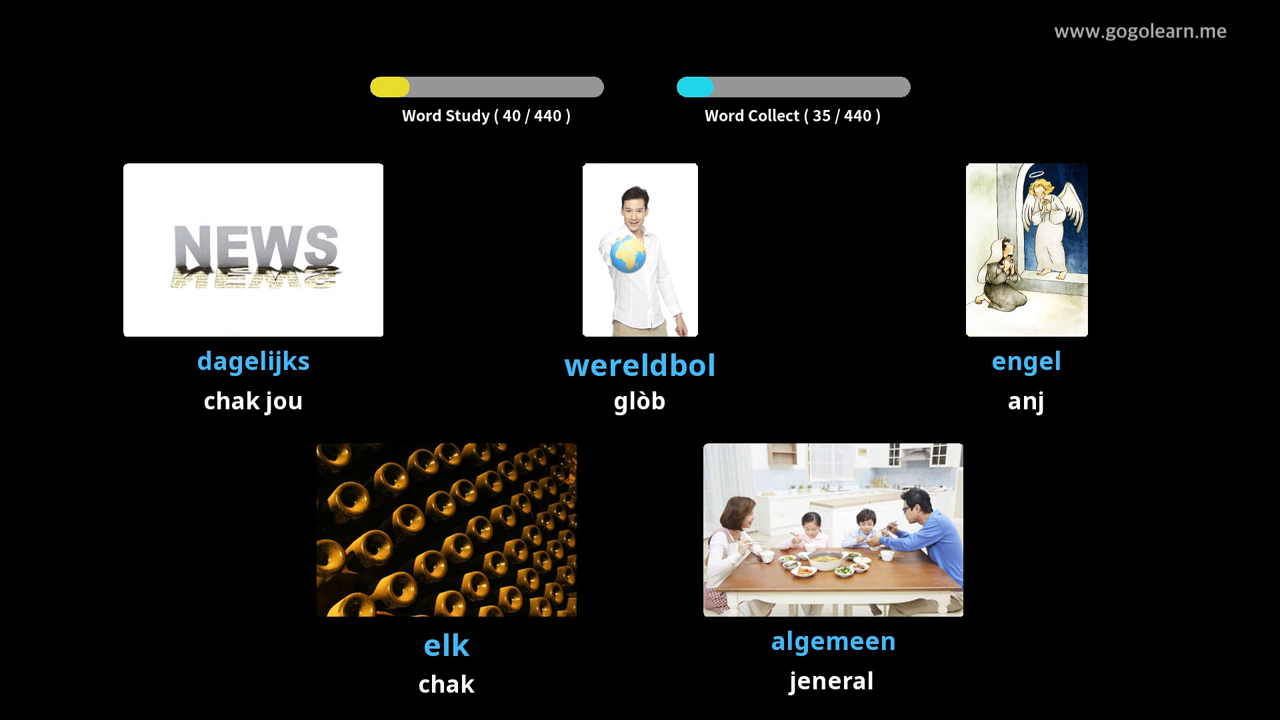 www.gogolearn.me
Word Study ( 40 / 440 )
Word Collect ( 35 / 440 )
NEWS
dagelijks
chak jou
wereldbol
glòb
engel
anj
elk
chak
algemeen
jeneral